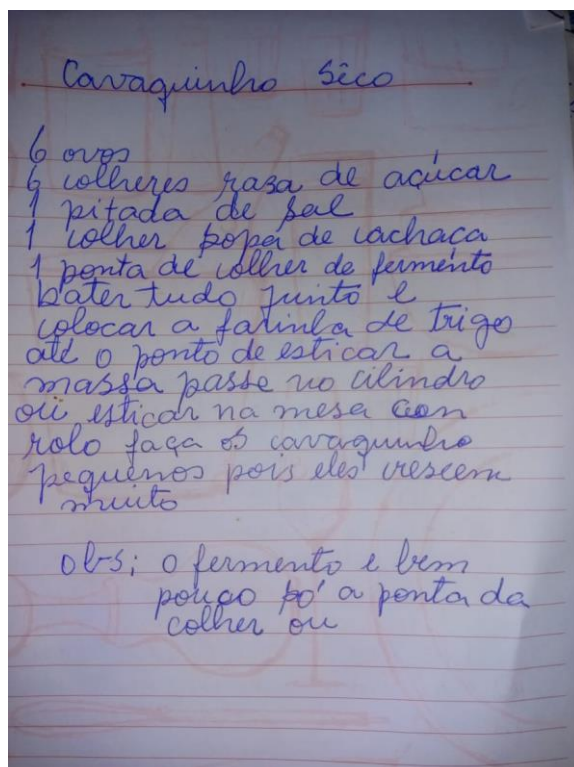 Cavaquinho Sêco
6 ovos
6 colheres rasa de açúcar
1 pitada de sal
1 colher sopa de cachaca
1 ponta de colher de fermento
bater tudo junto e
colocar a farinha de trigo
até o ponto de esticar a
massa passe no cilindro
ou esticar na mesa con
rolo faça os cavaquinho
pequenos pois eles crescem
muito
obs; o fermento e bem
pouco só a ponta da
colher ou